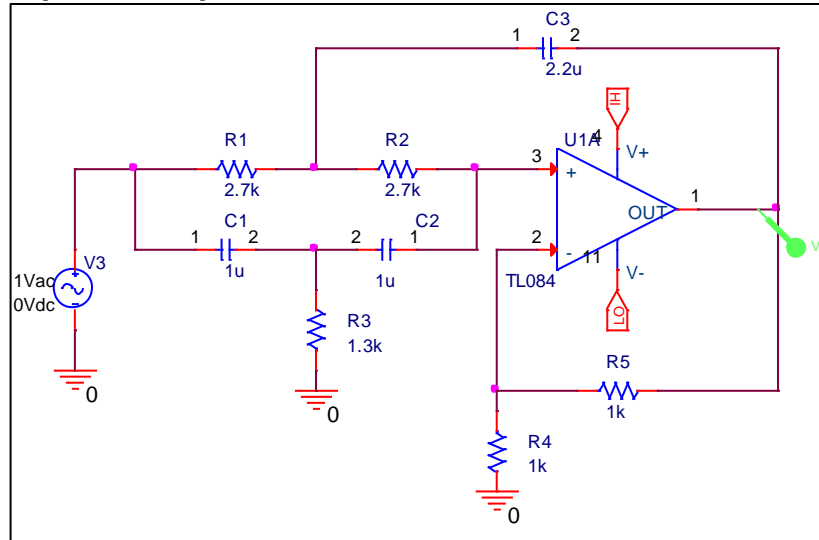 C3
1 2
2.2u
HI
R1 R2 U1A 4
3 V+
2.7k 2.7k +
1
OUT
C1 C2
1 2 2 1 2 -
11
V-
1u 1u TL084
V3
1Vac
0Vdc
LO
R3
1.3k
R5
0 0 1k
R4
1k
0
V